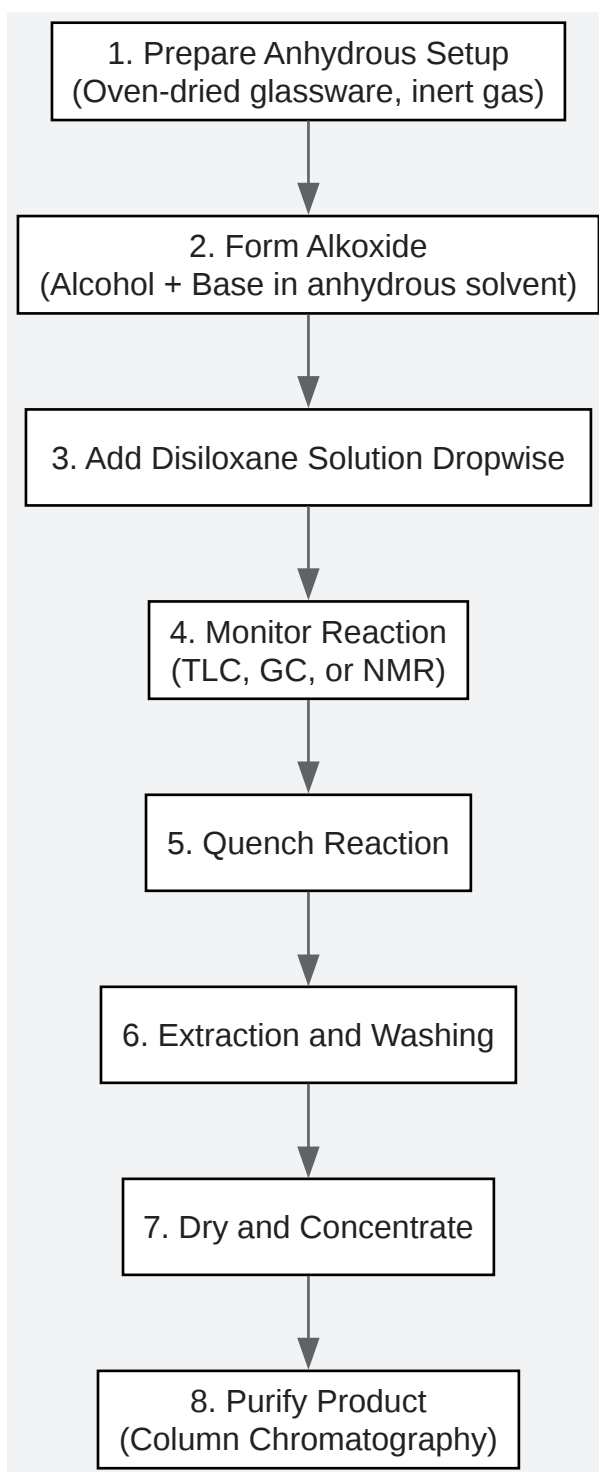 1. Prepare Anhydrous Setup
(Oven-dried glassware, inert gas)
2. Form Alkoxide
(Alcohol + Base in anhydrous solvent)
3. Add Disiloxane Solution Dropwise
4. Monitor Reaction
(TLC, GC, or NMR)
5. Quench Reaction
6. Extraction and Washing
7. Dry and Concentrate
8. Purify Product
(Column Chromatography)